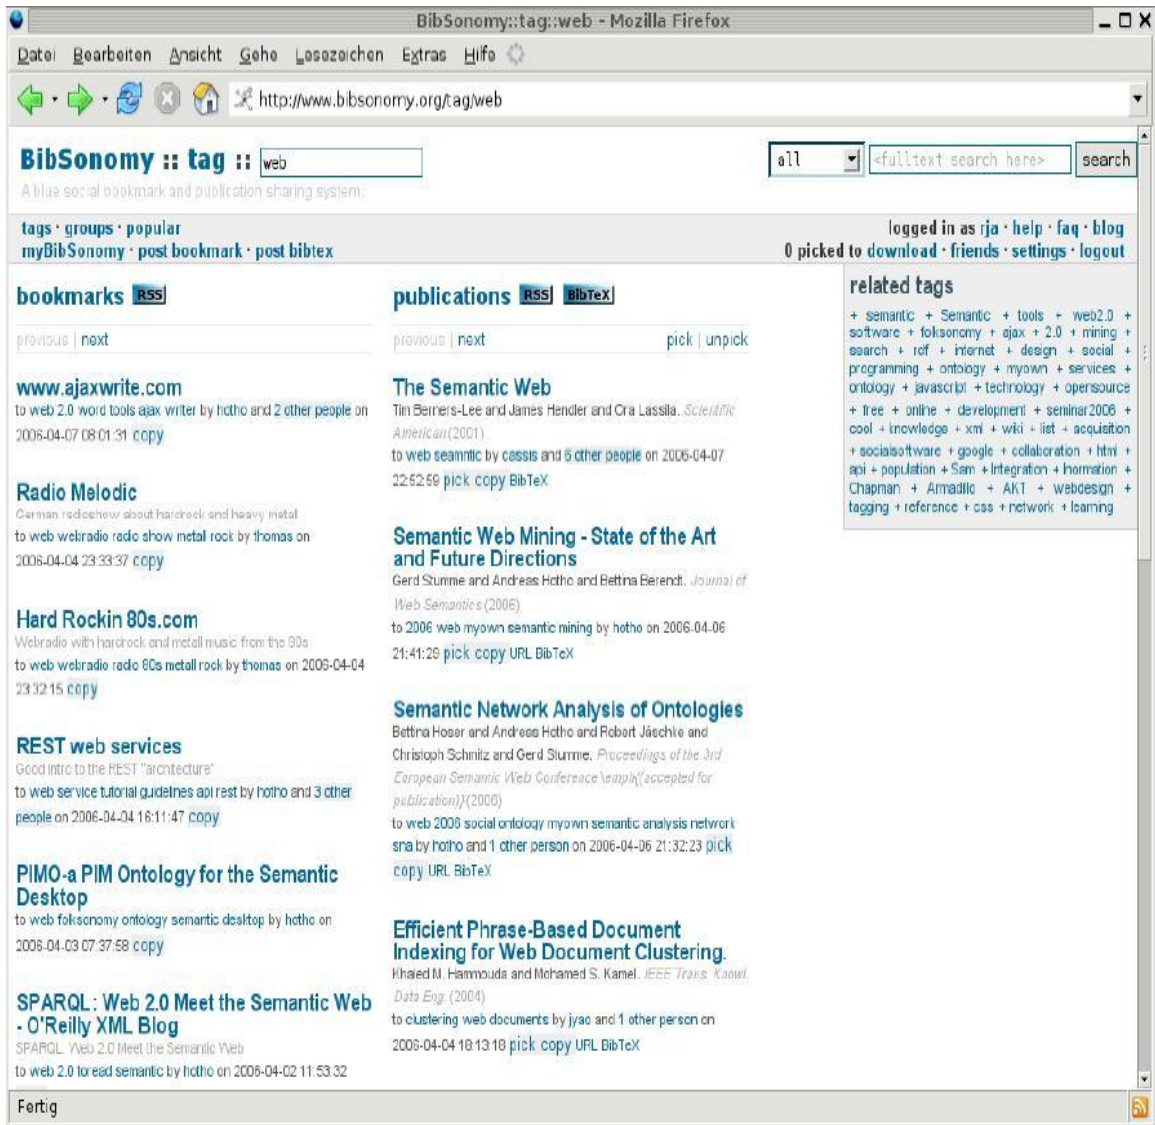 BibSonomy::tag::web - Mozilla Firefox
Datei Bearbeiten Ansicht Gehe Lesezeichen Extras Hilfe
http://www.bibsonomy.org/tag/web
BibSonomy :: tag :: web
all <fulltext search here> search
A blue social bookmark and publication sharing system.
tags · groups · popular
logged in as rja · help · faq · blog
myBibSonomy · post bookmark · post bibtex
0 picked to download · friends · settings · logout
bookmarks RSS
previous | next
www.ajaxwrite.com
to web 2.0 word tools ajax writer by hotho and 2 other people on
2006-04-07 08:01:31 copy
Radio Melodic
German radioshow about hardrock and heavy metal
to web webradio radio show metal rock by thomas on
2006-04-04 23:33:37 copy
Hard Rockin 80s.com
Webradio with hardrock and metall music from the 80s
to web webradio radio 80s metall rock by thomas on 2006-04-04
23:32:15 copy
REST web services
Good intro to the REST "architecture"
to web service tutorial guidelines api rest by hotho and 3 other
people on 2006-04-04 16:11:47 copy
PIMO-a PIM Ontology for the Semantic
Desktop
to web folksonomy ontology semantic desktop by hotho on
2006-04-03 07:37:58 copy
SPARQL: Web 2.0 Meet the Semantic Web
- O'Reilly XML Blog
SPARQL: Web 2.0 Meet the Semantic Web
to web 2.0 toread semantic by hotho on 2006-04-02 11:53:32
publications RSS BibTeX
previous | next pick | unpick
The Semantic Web
Tim Berners-Lee and James Hendler and Ora Lassila. Scientific
American (2001)
to web seamntic by cassis and 6 other people on 2006-04-07
22:52:59 pick copy BibTeX
Semantic Web Mining - State of the Art
and Future Directions
Gerd Stumme and Andreas Hotho and Bettina Berendt. Journal of
Web Semantics (2006)
to 2006 web myown semantic mining by hotho on 2006-04-06
21:41:29 pick copy URL BibTeX
Semantic Network Analysis of Ontologies
Bettina Hoser and Andreas Hotho and Robert Jäschke and
Christoph Schmitz and Gerd Stumme. Proceedings of the 3rd
European Semantic Web Conference \emph{(accepted for
publication)} (2006)
to web 2006 social ontology myown semantic analysis network
sna by hotho and 1 other person on 2006-04-06 21:32:23 pick
copy URL BibTeX
Efficient Phrase-Based Document
Indexing for Web Document Clustering.
Khaled M. Hammouda and Mohamed S. Kamel. IEEE Trans. Knowl.
Data Eng. (2004)
to clustering web documents by jyao and 1 other person on
2006-04-04 18:13:18 pick copy URL BibTeX
related tags
+ semantic + Semantic + tools + web2.0 +
software + folksonomy + ajax + 2.0 + mining +
search + rdf + internet + design + social +
programming + ontology + myown + services +
ontology + javascript + technology + opensource
+ free + online + development + seminar2006 +
cool + knowledge + xml + wiki + list + acquisition
+ socialsoftware + google + collaboration + html +
api + population + Sam + Integration + Information +
Chapman + Armadillo + AKT + webdesign +
tagging + reference + css + network + learning
Fertig